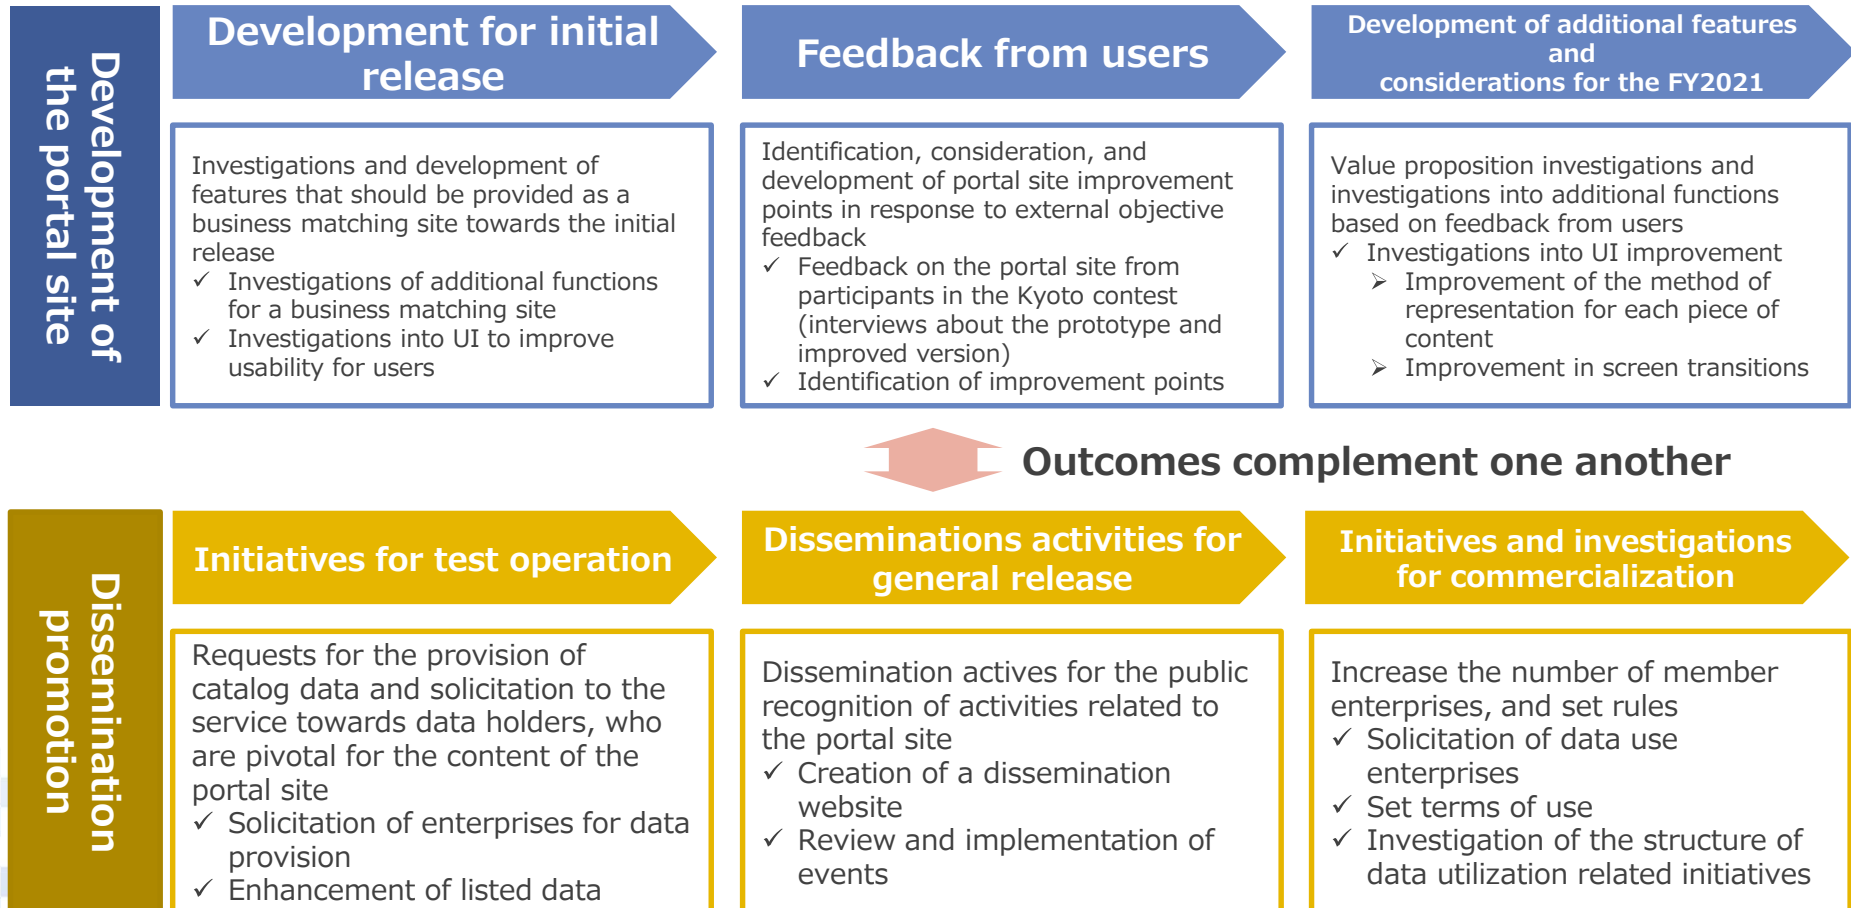 Development of
the portal site
Development for initial
release
Feedback from users
Development of additional features
and
considerations for the FY2021
Investigations and development of
features that should be provided as a
business matching site towards the initial
release
✓ Investigations of additional functions
for a business matching site
✓ Investigations into UI to improve
usability for users
Identification, consideration, and
development of portal site improvement
points in response to external objective
feedback
✓ Feedback on the portal site from
participants in the Kyoto contest
(interviews about the prototype and
improved version)
✓ Identification of improvement points
Value proposition investigations and
investigations into additional functions
based on feedback from users
✓ Investigations into UI improvement
➢ Improvement of the method of
representation for each piece of
content
➢ Improvement in screen transitions
Outcomes complement one another
Dissemination
promotion
Initiatives for test operation
Disseminations activities for
general release
Initiatives and investigations
for commercialization
Requests for the provision of
catalog data and solicitation to the
service towards data holders, who
are pivotal for the content of the
portal site
✓ Solicitation of enterprises for data
provision
✓ Enhancement of listed data
Dissemination actives for the public
recognition of activities related to
the portal site
✓ Creation of a dissemination
website
✓ Review and implementation of
events
Increase the number of member
enterprises, and set rules
✓ Solicitation of data use
enterprises
✓ Set terms of use
✓ Investigation of the structure of
data utilization related initiatives